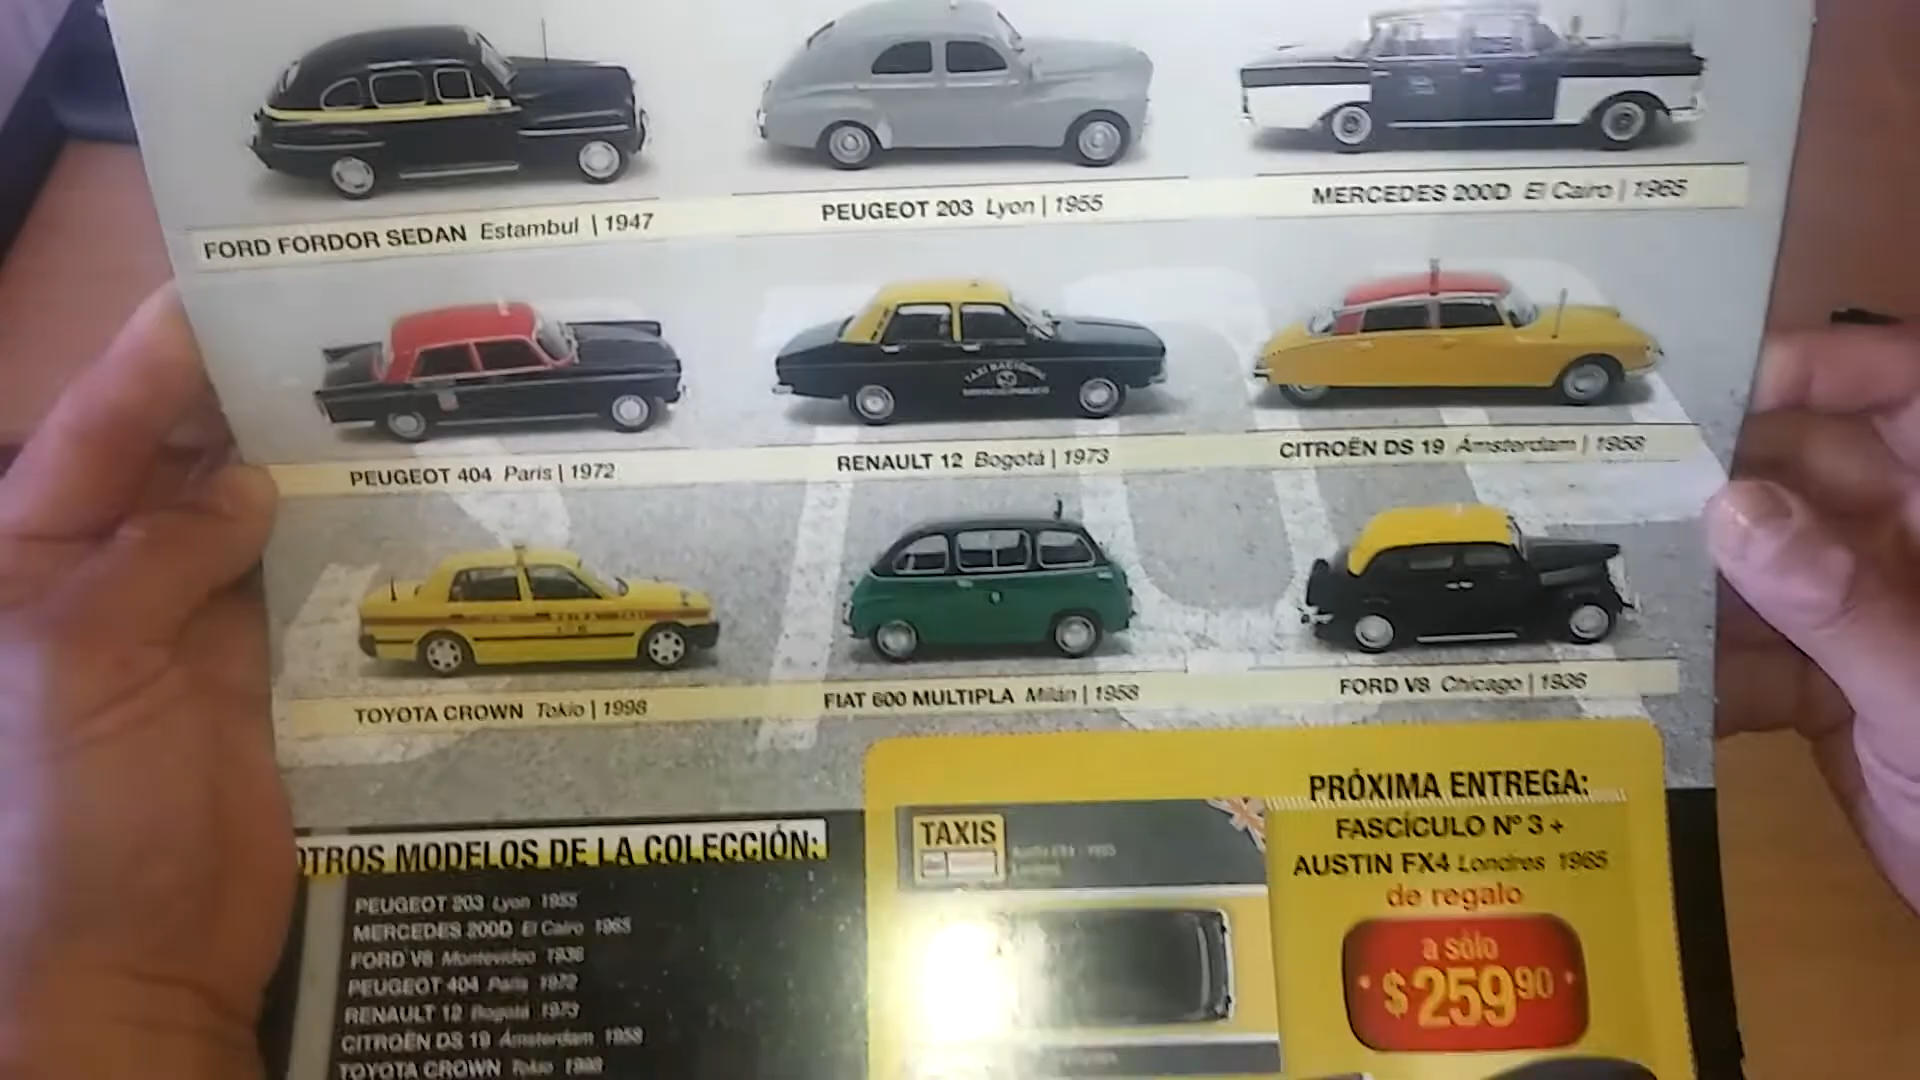 FORD FORDOR SEDAN Estambul | 1947
PEUGEOT 203 Lyon | 1955
MERCEDES 200D El Cairo | 1965
TAXI NACIONAL
PEUGEOT 404 París | 1972
RENAULT 12 Bogotá | 1973
CITROËN DS 19 Ámsterdam | 1958
TOYOTA CROWN Tokio | 1998
FIAT 600 MULTIPLA Milán | 1958
FORD V8 Chicago | 1936
OTROS MODELOS DE LA COLECCIÓN:
PEUGEOT 203 Lyon 1955
MERCEDES 200D El Cairo 1965
FORD V8 Montevideo 1936
PEUGEOT 404 París 1972
RENAULT 12 Bogotá 1973
CITROËN DS 19 Ámsterdam 1958
TOYOTA CROWN Tokio 1998
TAXIS
PRÓXIMA ENTREGA:
FASCÍCULO Nº 3 +
AUSTIN FX4 Londres 1965
de regalo
a sólo
$25990